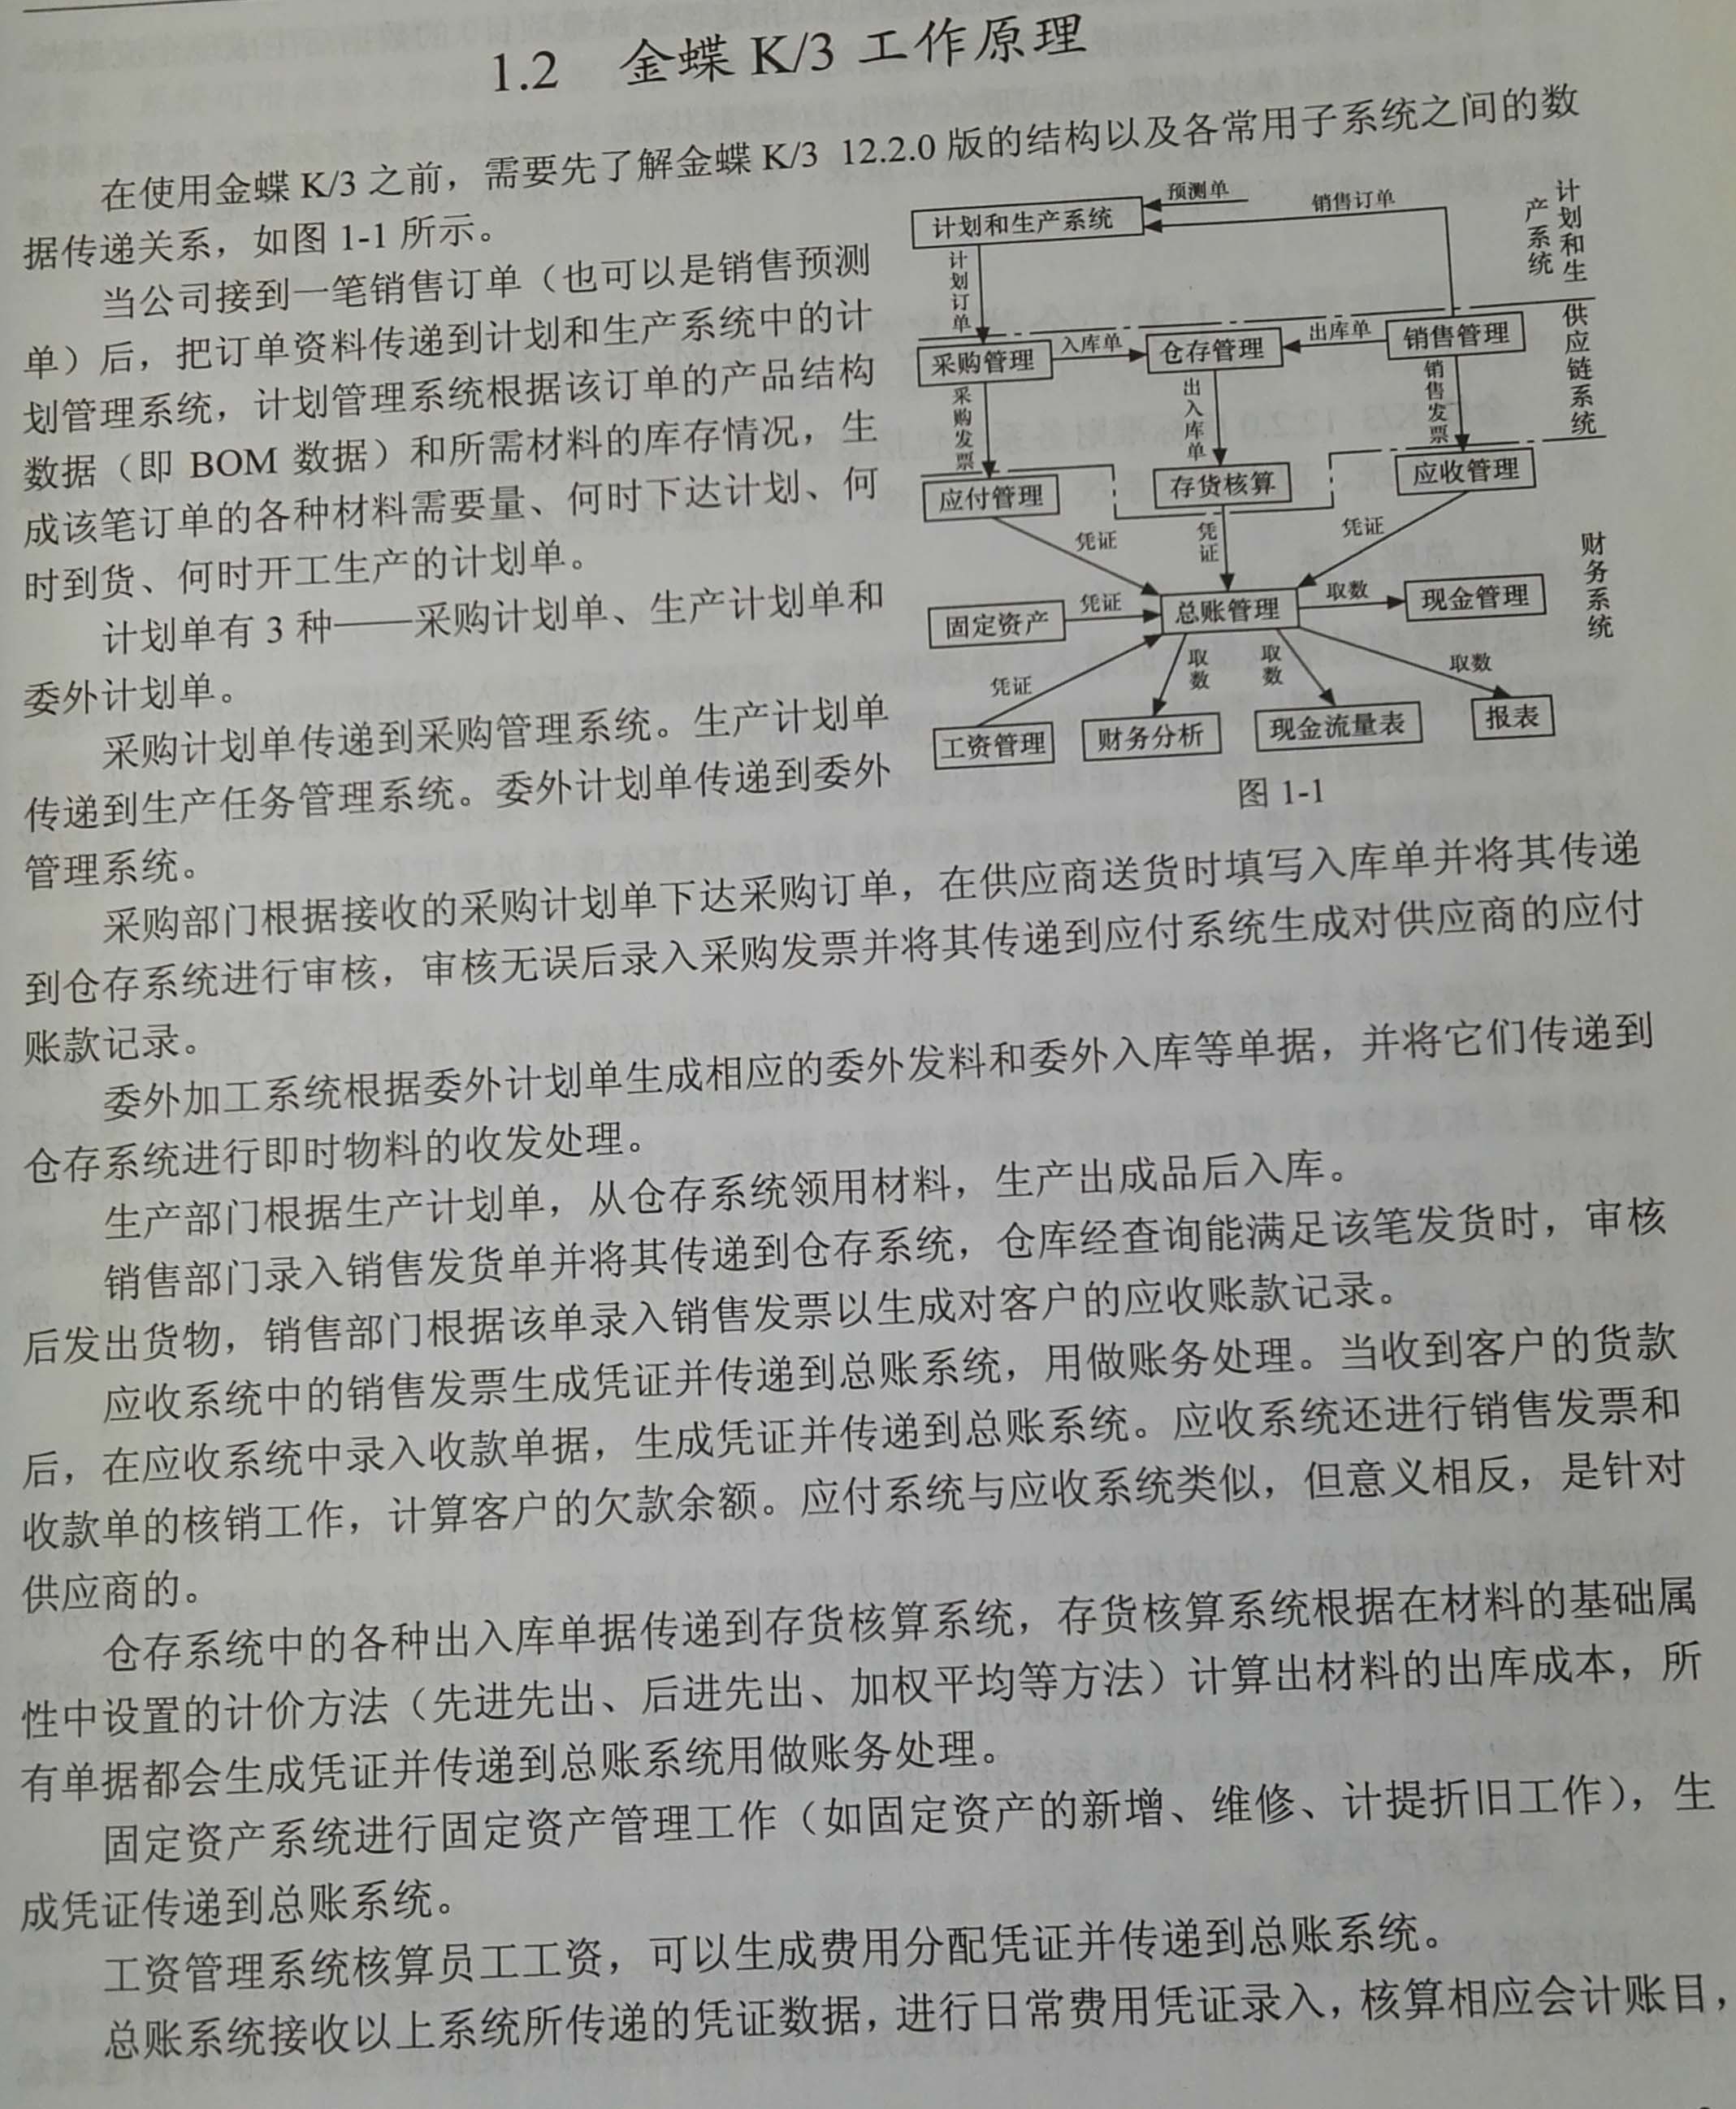 1.2 金蝶 K/3 工作原理
在使用金蝶 K/3 之前，需要先了解金蝶 K/3 12.2.0 版的结构以及各常用子系统之间的数
据传递关系，如图 1-1 所示。
当公司接到一笔销售订单（也可以是销售预测
单）后，把订单资料传递到计划和生产系统中的计
划管理系统，计划管理系统根据该订单的产品结构
数据（即 BOM 数据）和所需材料的库存情况，生
成该笔订单的各种材料需要量、何时下达计划、何
时到货、何时开工生产的计划单。
计划单有 3 种——采购计划单、生产计划单和
委外计划单。
采购计划单传递到采购管理系统。生产计划单
传递到生产任务管理系统。委外计划单传递到委外
管理系统。
预测单
销售订单
计划和生产系统
计划和生
产系统
计划订单
采购管理
入库单
仓存管理
出库单
销售管理
供应链系统
采购发票
出入库单
销售发票
应付管理
存货核算
应收管理
凭证
凭证
凭证
财务系统
固定资产
凭证
总账管理
取数
现金管理
凭证
取数
取数
取数
工资管理
财务分析
现金流量表
报表
图 1-1
采购部门根据接收的采购计划单下达采购订单，在供应商送货时填写入库单并将其传递
到仓存系统进行审核，审核无误后录入采购发票并将其传递到应付系统生成对供应商的应付
账款记录。
委外加工系统根据委外计划单生成相应的委外发料和委外入库等单据，并将它们传递到
仓存系统进行即时物料的收发处理。
生产部门根据生产计划单，从仓存系统领用材料，生产出成品后入库。
销售部门录入销售发货单并将其传递到仓存系统，仓库经查询能满足该笔发货时，审核
后发出货物，销售部门根据该单录入销售发票以生成对客户的应收账款记录。
应收系统中的销售发票生成凭证并传递到总账系统，用做账务处理。当收到客户的货款
后，在应收系统中录入收款单据，生成凭证并传递到总账系统。应收系统还进行销售发票和
收款单的核销工作，计算客户的欠款余额。应付系统与应收系统类似，但意义相反，是针对
供应商的。
仓存系统中的各种出入库单据传递到存货核算系统，存货核算系统根据在材料的基础属
性中设置的计价方法（先进先出、后进先出、加权平均等方法）计算出材料的出库成本，所
有单据都会生成凭证并传递到总账系统用做账务处理。
固定资产系统进行固定资产管理工作（如固定资产的新增、维修、计提折旧工作），生
成凭证传递到总账系统。
工资管理系统核算员工工资，可以生成费用分配凭证并传递到总账系统。
总账系统接收以上系统所传递的凭证数据，进行日常费用凭证录入，核算相应会计账目，